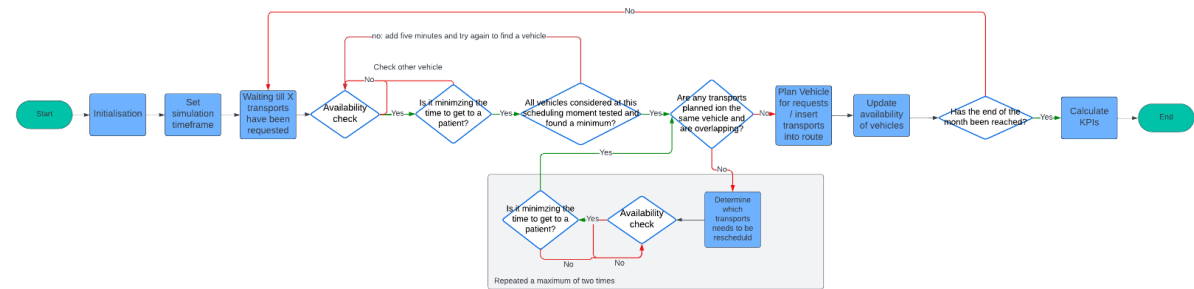 No
no: add five minutes and try again to find a vehicle
Check other vehicle
No
Start
Initialisation
Set
simulation
timeframe
Waiting till X
transports
have been
requested
Availability
check
Yes
Is it minimzing the
time to get to a
patient?
Yes
All vehicles considered at this
scheduling moment tested and
found a minimum?
Yes
Are any transports
planned ion the
same vehicle and
are overlapping?
No
Plan Vehicle
for requests
/ insert
transports
into route
Update
availability
of vehicles
Has the end of the
month been reached?
Yes
Calculate
KPIs
End
Yes
No
Is it minimzing the
time to get to a
patient?
Yes
Availability
check
Determine
which
transports
needs to be
rescheduld
No
No
Repeated a maximum of two times